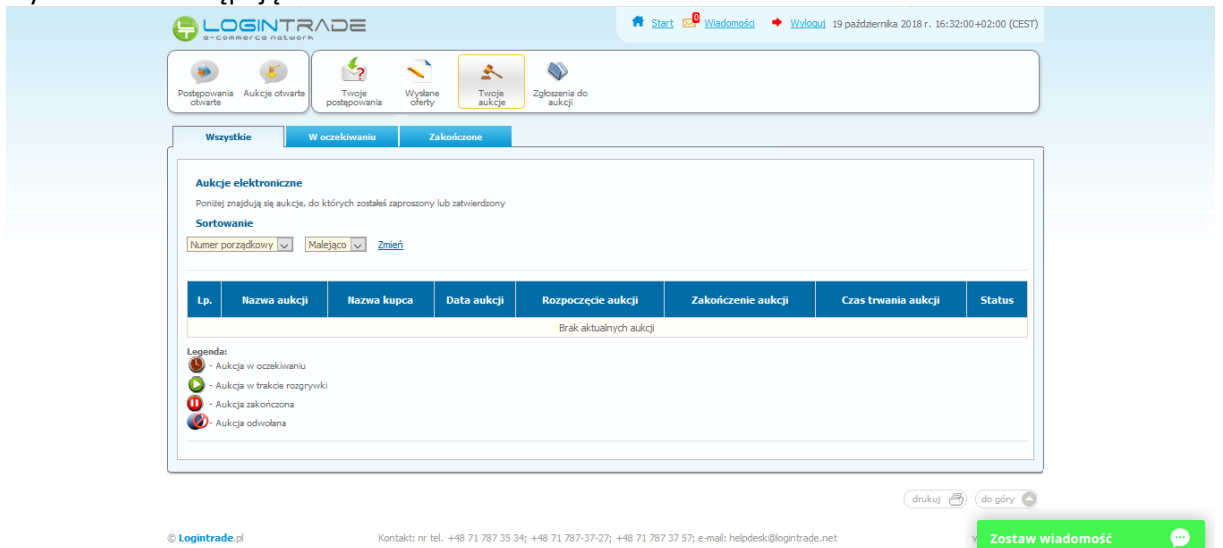 LOGINTRADE
e-commerce network
Start 0 Wiadomości Wyloguj 19 października 2018 r. 16:32:00+02:00 (CEST)
Postępowania otwarte
Aukcje otwarte
Twoje postępowania
Wysłane oferty
Twoje aukcje
Zgłoszenia do aukcji
Wszystkie W oczekiwaniu Zakończone
Aukcje elektroniczne
Poniżej znajdują się aukcje, do których zostałeś zaproszony lub zatwierdzony
Sortowanie
Numer porządkowy Malejąco Zmień
Lp. Nazwa aukcji Nazwa kupca Data aukcji Rozpoczęcie aukcji Zakończenie aukcji Czas trwania aukcji Status
Brak aktualnych aukcji
Legenda:
- Aukcja w oczekiwaniu
- Aukcja w trakcie rozgrywki
- Aukcja zakończona
- Aukcja odwołana
drukuj do góry
© Logintrade.pl Kontakt: nr tel. +48 71 787 35 34; +48 71 787-37-27; +48 71 787 37 57; e-mail: helpdesk@logintrade.net
Zostaw wiadomość